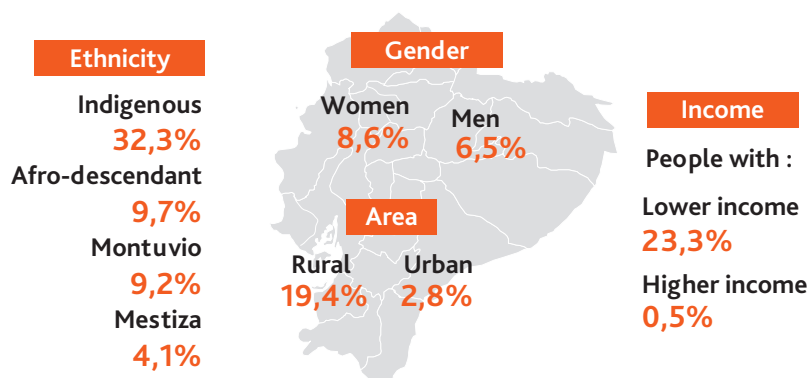 Ethnicity
Indigenous
32,3%
Afro-descendant
9,7%
Montuvio
9,2%
Mestiza
4,1%
Gender
Women
8,6%
Men
6,5%
Area
Rural
19,4%
Urban
2,8%
Income
People with :
Lower income
23,3%
Higher income
0,5%